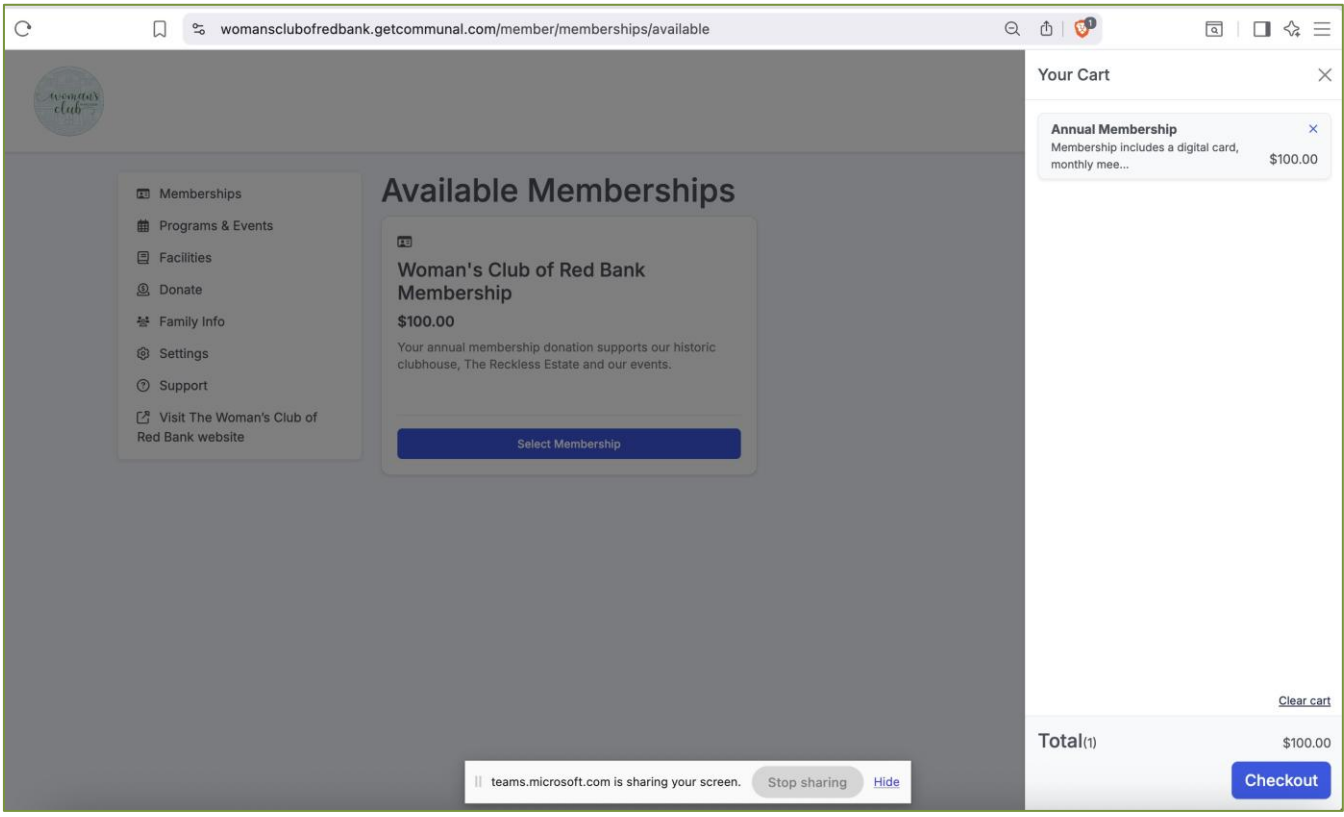 womansclubofredbank.getcommunal.com/member/memberships/available
1
woman's
club
Memberships
Programs & Events
Facilities
Donate
Family Info
Settings
Support
Visit The Woman's Club of
Red Bank website
Available Memberships
Woman's Club of Red Bank
Membership
$100.00
Your annual membership donation supports our historic
clubhouse, The Reckless Estate and our events.
Select Membership
Your Cart
Annual Membership
Membership includes a digital card,
monthly mee...
$100.00
Clear cart
Total(1) $100.00
Checkout
teams.microsoft.com is sharing your screen. Stop sharing Hide